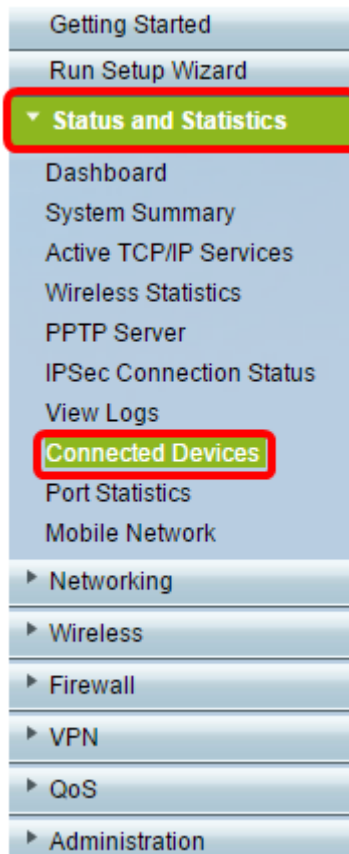 Getting Started
Run Setup Wizard
Status and Statistics
Dashboard
System Summary
Active TCP/IP Services
Wireless Statistics
PPTP Server
IPSec Connection Status
View Logs
Connected Devices
Port Statistics
Mobile Network
Networking
Wireless
Firewall
VPN
QoS
Administration